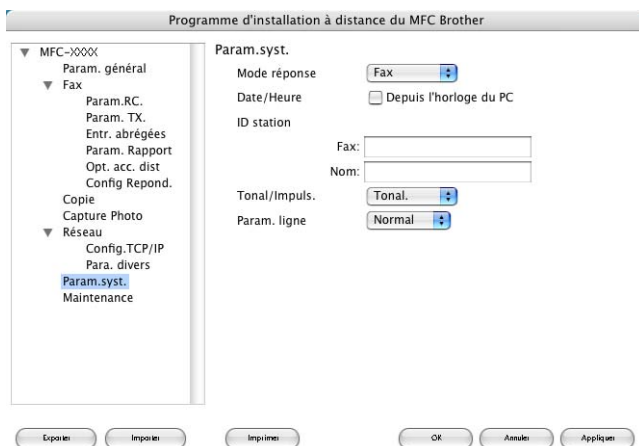 Programme d'installation à distance du MFC Brother
MFC-XXXX
Param. général
Fax
Param.RC.
Param. TX.
Entr. abrégées
Param. Rapport
Opt. acc. dist
Config Repond.
Copie
Capture Photo
Réseau
Config.TCP/IP
Para. divers
Param.syst.
Maintenance
Param.syst.
Mode réponse Fax
Date/Heure Depuis l'horloge du PC
ID station
Fax:
Nom:
Tonal/Impuls. Tonal.
Param. ligne Normal
Exporter Importer Imprimer OK Annuler Appliquer